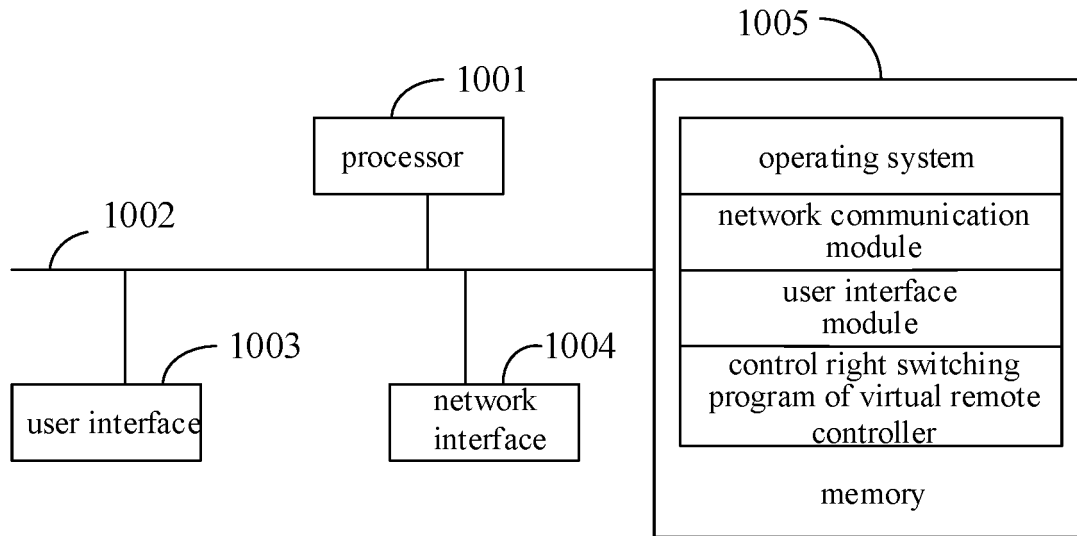 1005
1001
processor
operating system
network communication
module
1002
user interface
module
1003
1004
control right switching
program of virtual remote
controller
user interface
network
interface
memory